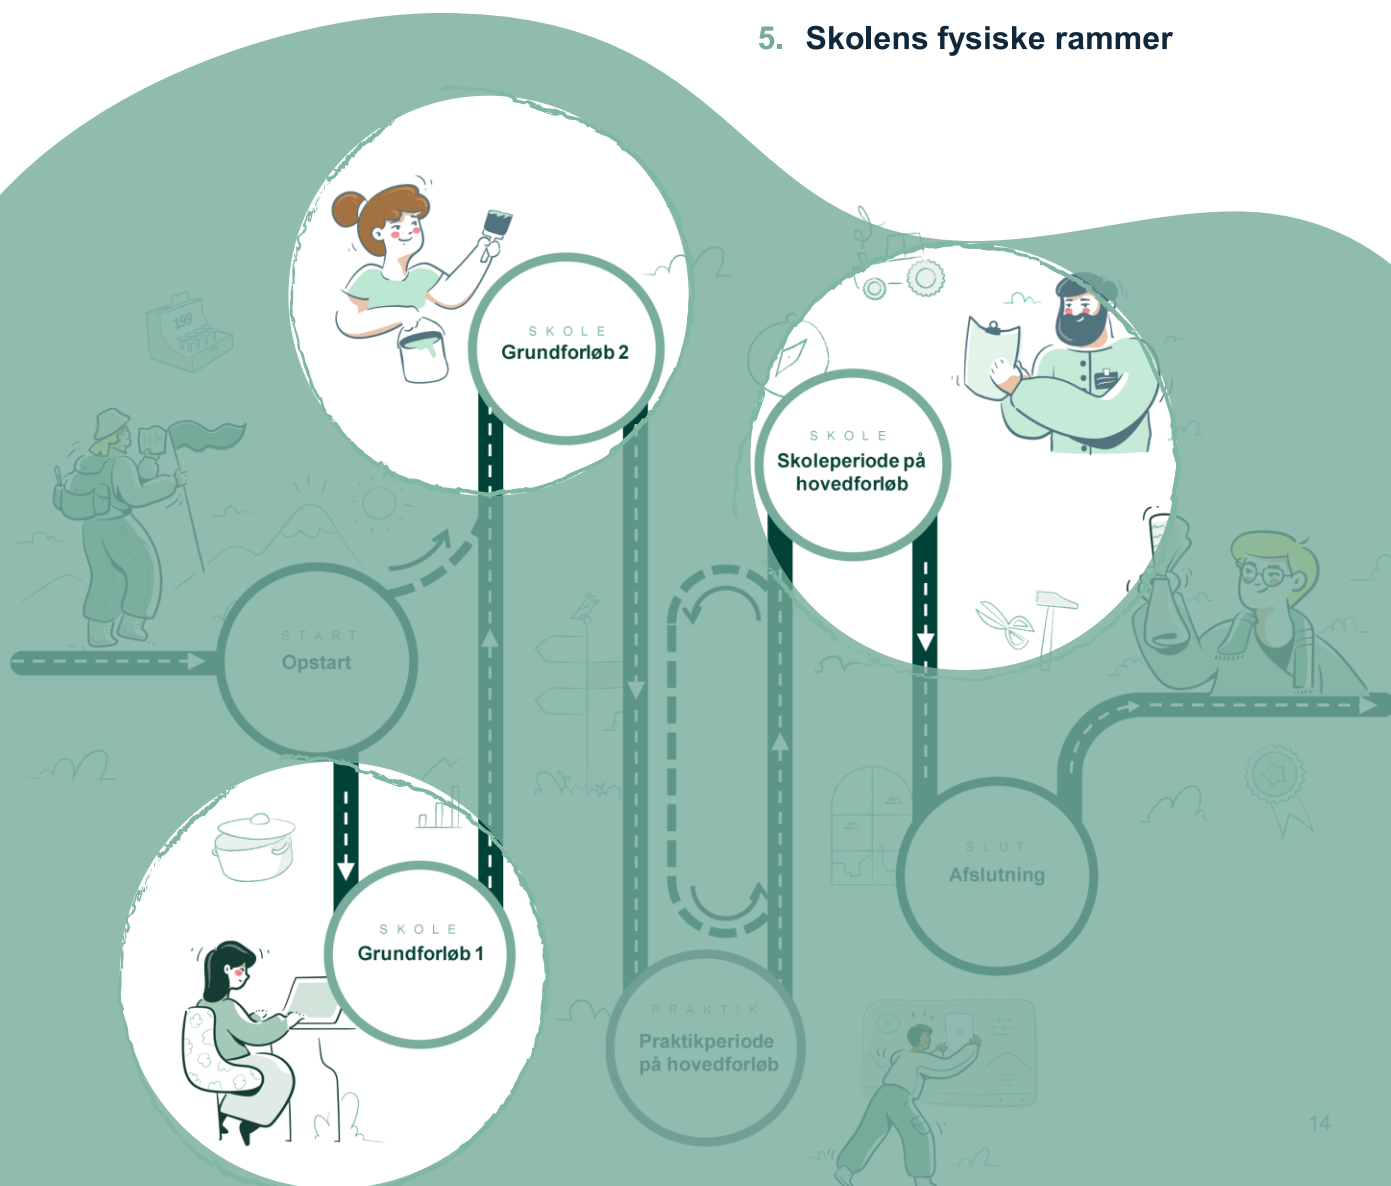 5. Skolens fysiske rammer
199
SKOLE
Grundforløb 2
SKOLE
Skoleperiode på
hovedforløb
START
Opstart
SLUT
Afslutning
SKOLE
Grundforløb 1
PRAKTIK
Praktikperiode
på hovedforløb
14